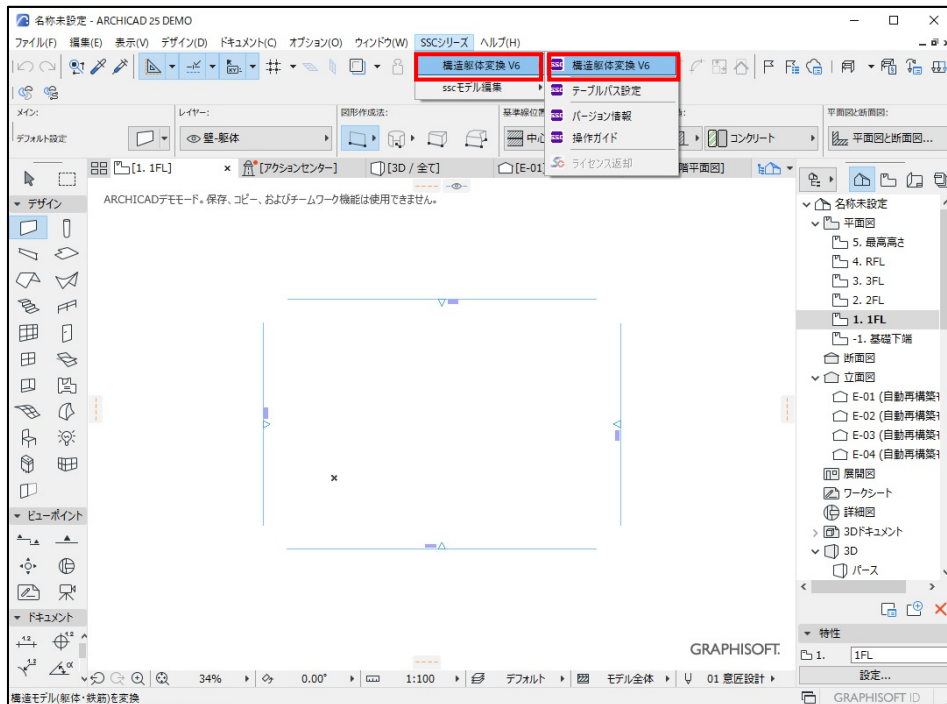 名称未設定 - ARCHICAD 25 DEMO
ファイル(F) 編集(E) 表示(V) デザイン(D) ドキュメント(C) オプション(O) ウィンドウ(W) SSCシリーズ ヘルプ(H)
構造躯体変換 V6
sscモデル編集
構造躯体変換 V6
テーブルパス設定
バージョン情報
操作ガイド
ライセンス返却
メイン:
レイヤー:
図形作成法:
基準線位置
平面図と断面図:
デフォルト設定
壁-躯体
中心
コンクリート
平面図と断面図...
[1. 1FL]
[アクションセンター]
[3D / 全て]
[E-01
階平面図]
ARCHICADデモモード。保存、コピー、およびチームワーク機能は使用できません。
デザイン
ビューポイント
ドキュメント
名称未設定
平面図
5. 最高高さ
4. RFL
3. 3FL
2. 2FL
1. 1FL
-1. 基礎下端
断面図
立面図
E-01 (自動再構築
E-02 (自動再構築
E-03 (自動再構築
E-04 (自動再構築
展開図
ワークシート
詳細図
3Dドキュメント
3D
パース
特性
1.
1FL
設定...
GRAPHISOFT ID
GRAPHISOFT.
34%
0.00°
1:100
デフォルト
モデル全体
01 意匠設計
構造モデル(躯体・鉄筋)を変換